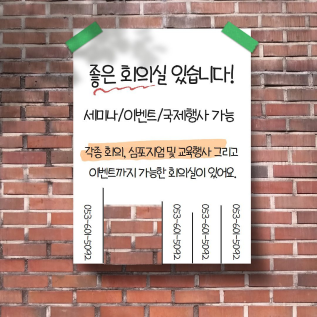 좋은 회의실 있습니다!
세미나/이벤트/국제행사 가능
각종 회의, 심포지엄 및 교육행사 그리고
이벤트까지 가능한 회의실이 있어요.
053-601-5092
053-601-5092
053-601-5092
053-601-5092